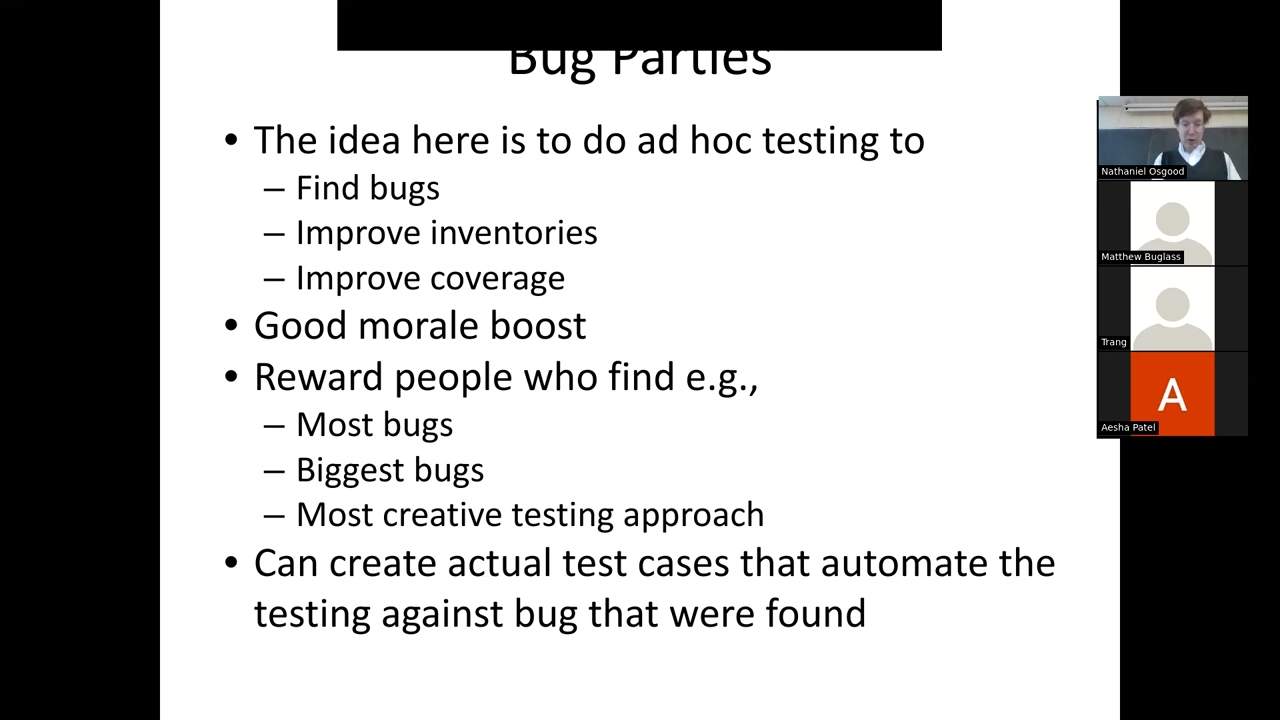 Bug Parties
• The idea here is to do ad hoc testing to
– Find bugs
– Improve inventories
– Improve coverage
• Good morale boost
• Reward people who find e.g.,
– Most bugs
– Biggest bugs
– Most creative testing approach
• Can create actual test cases that automate the
testing against bug that were found
Nathaniel Osgood
Matthew Buglass
Trang
A
Aesha Patel